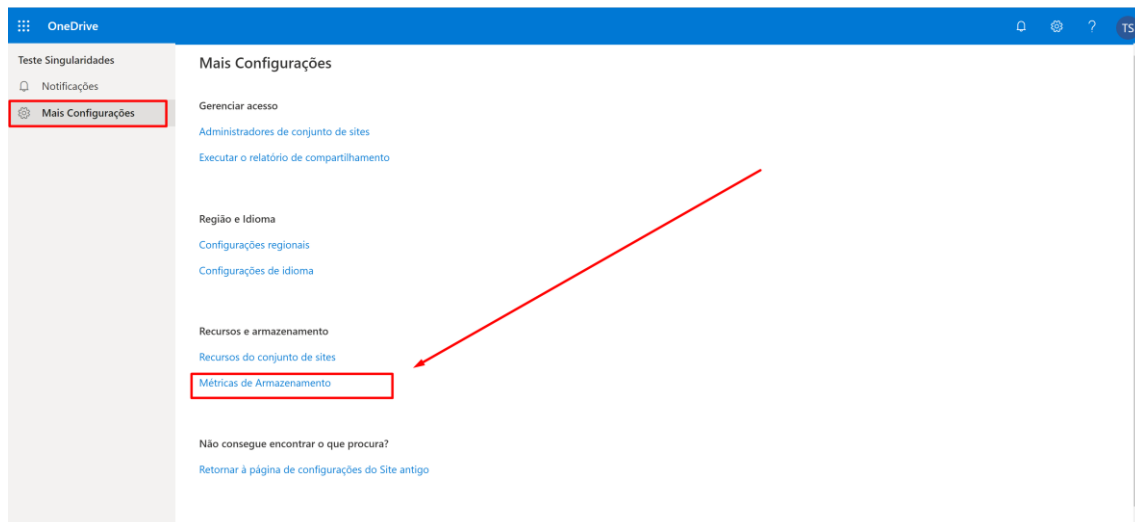 OneDrive
?
TS
Teste Singularidades
Notificações
Mais Configurações
Mais Configurações
Gerenciar acesso
Administradores de conjunto de sites
Executar o relatório de compartilhamento
Região e Idioma
Configurações regionais
Configurações de idioma
Recursos e armazenamento
Recursos do conjunto de sites
Métricas de Armazenamento
Não consegue encontrar o que procura?
Retornar à página de configurações do Site antigo